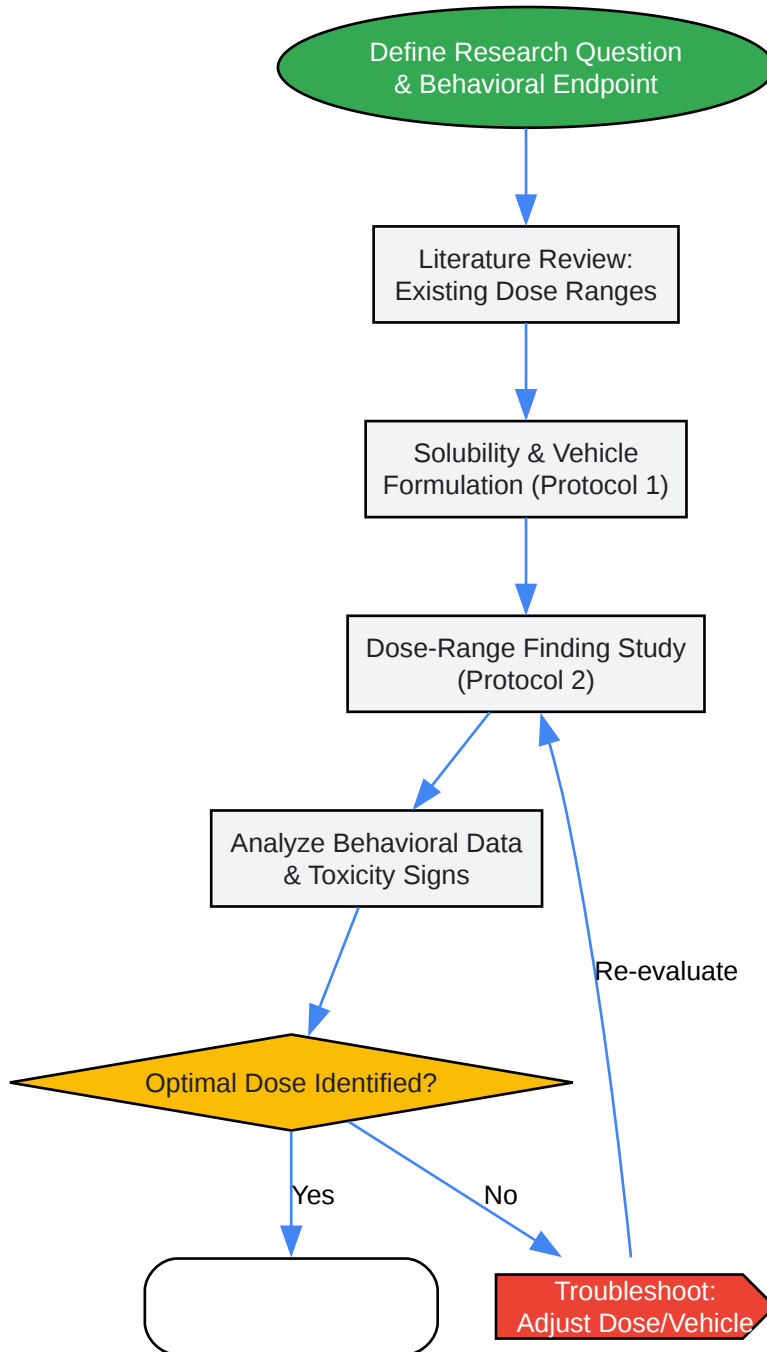 Define Research Question
& Behavioral Endpoint
Literature Review:
Existing Dose Ranges
Solubility & Vehicle
Formulation (Protocol 1)
Dose-Range Finding Study
(Protocol 2)
Analyze Behavioral Data
& Toxicity Signs
Re-evaluate
Optimal Dose Identified?
Yes
No
Troubleshoot:
Adjust Dose/Vehicle